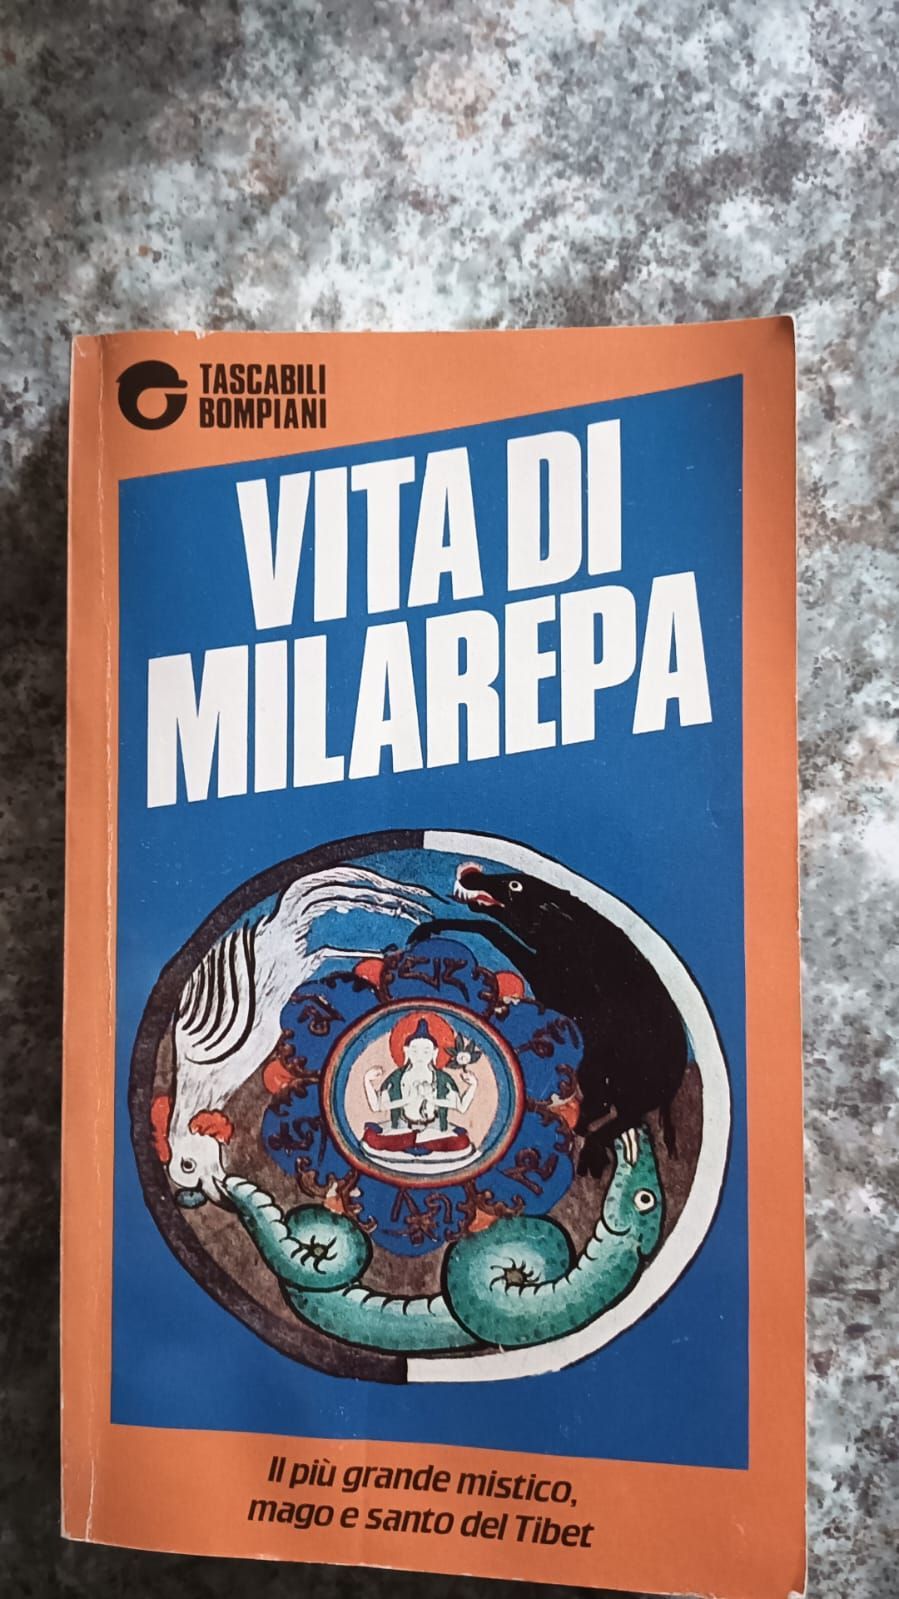 TASCABILI
BOMPIANI
VITA DI
MILAREPA
Il più grande mistico,
mago e santo del Tibet